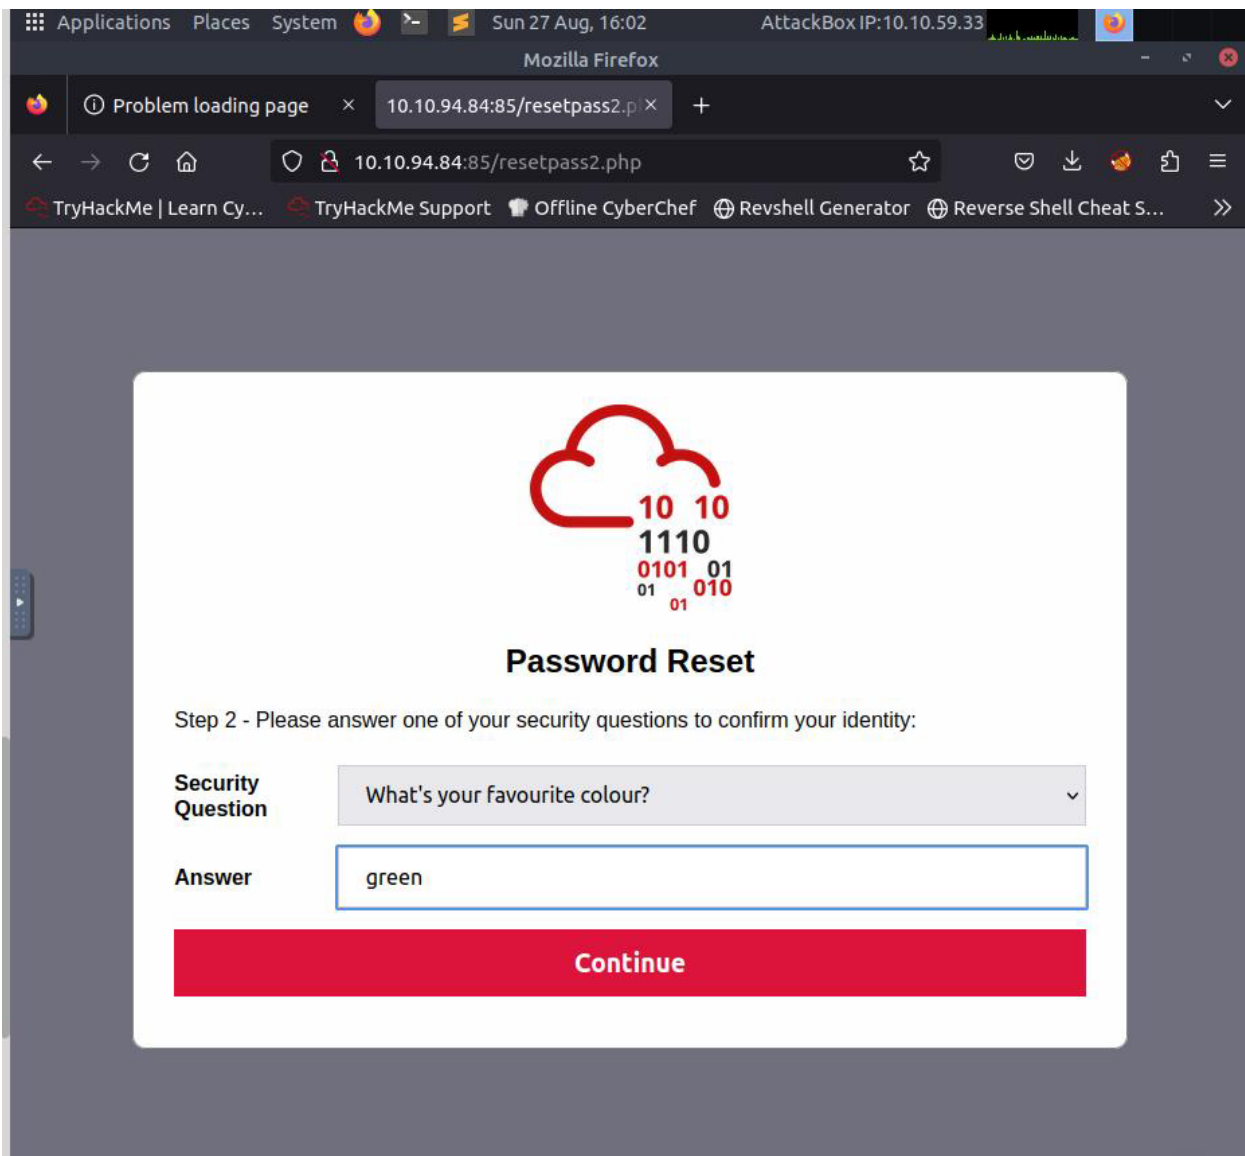 Applications Places System Sun 27 Aug, 16:02 AttackBox IP:10.10.59.33
Mozilla Firefox
Problem loading page × 10.10.94.84:85/resetpass2.p × +
10.10.94.84:85/resetpass2.php
TryHackMe | Learn Cy... TryHackMe Support Offline CyberChef Revshell Generator Reverse Shell Cheat S...
10 10
1110
0101 01
01 010
01
Password Reset
Step 2 - Please answer one of your security questions to confirm your identity:
Security
Question
What's your favourite colour?
Answer green
Continue